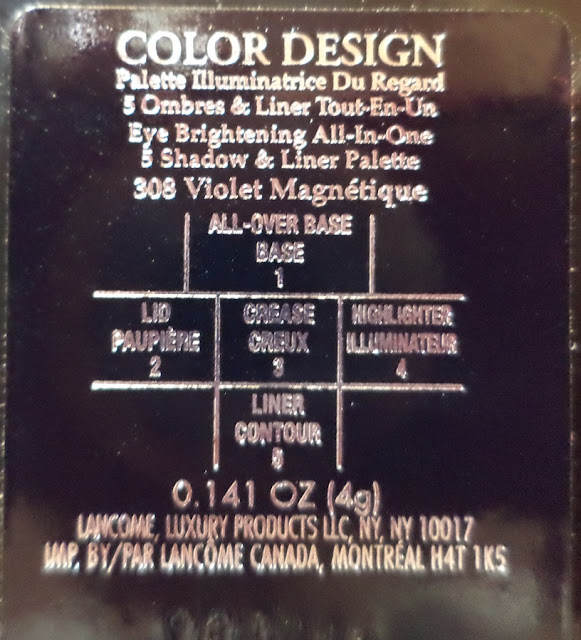 COLOR DESIGN
Palette Illuminatrice Du Regard
5 Ombres & Liner Tout-En-Un
Eye Brightening All-In-One
5 Shadow & Liner Palette
308 Violet Magnétique
ALL-OVER BASE
BASE
1
LID
PAUPIÈRE
2
CREASE
CREUX
3
HIGHLIGHTER
ILLUMINATEUR
4
LINER
CONTOUR
5
0.141 OZ (4g)
LANCOME, LUXURY PRODUCTS LLC, NY, NY 10017
IMP. BY/PAR LANCÔME CANADA, MONTRÉAL H4T 1K5